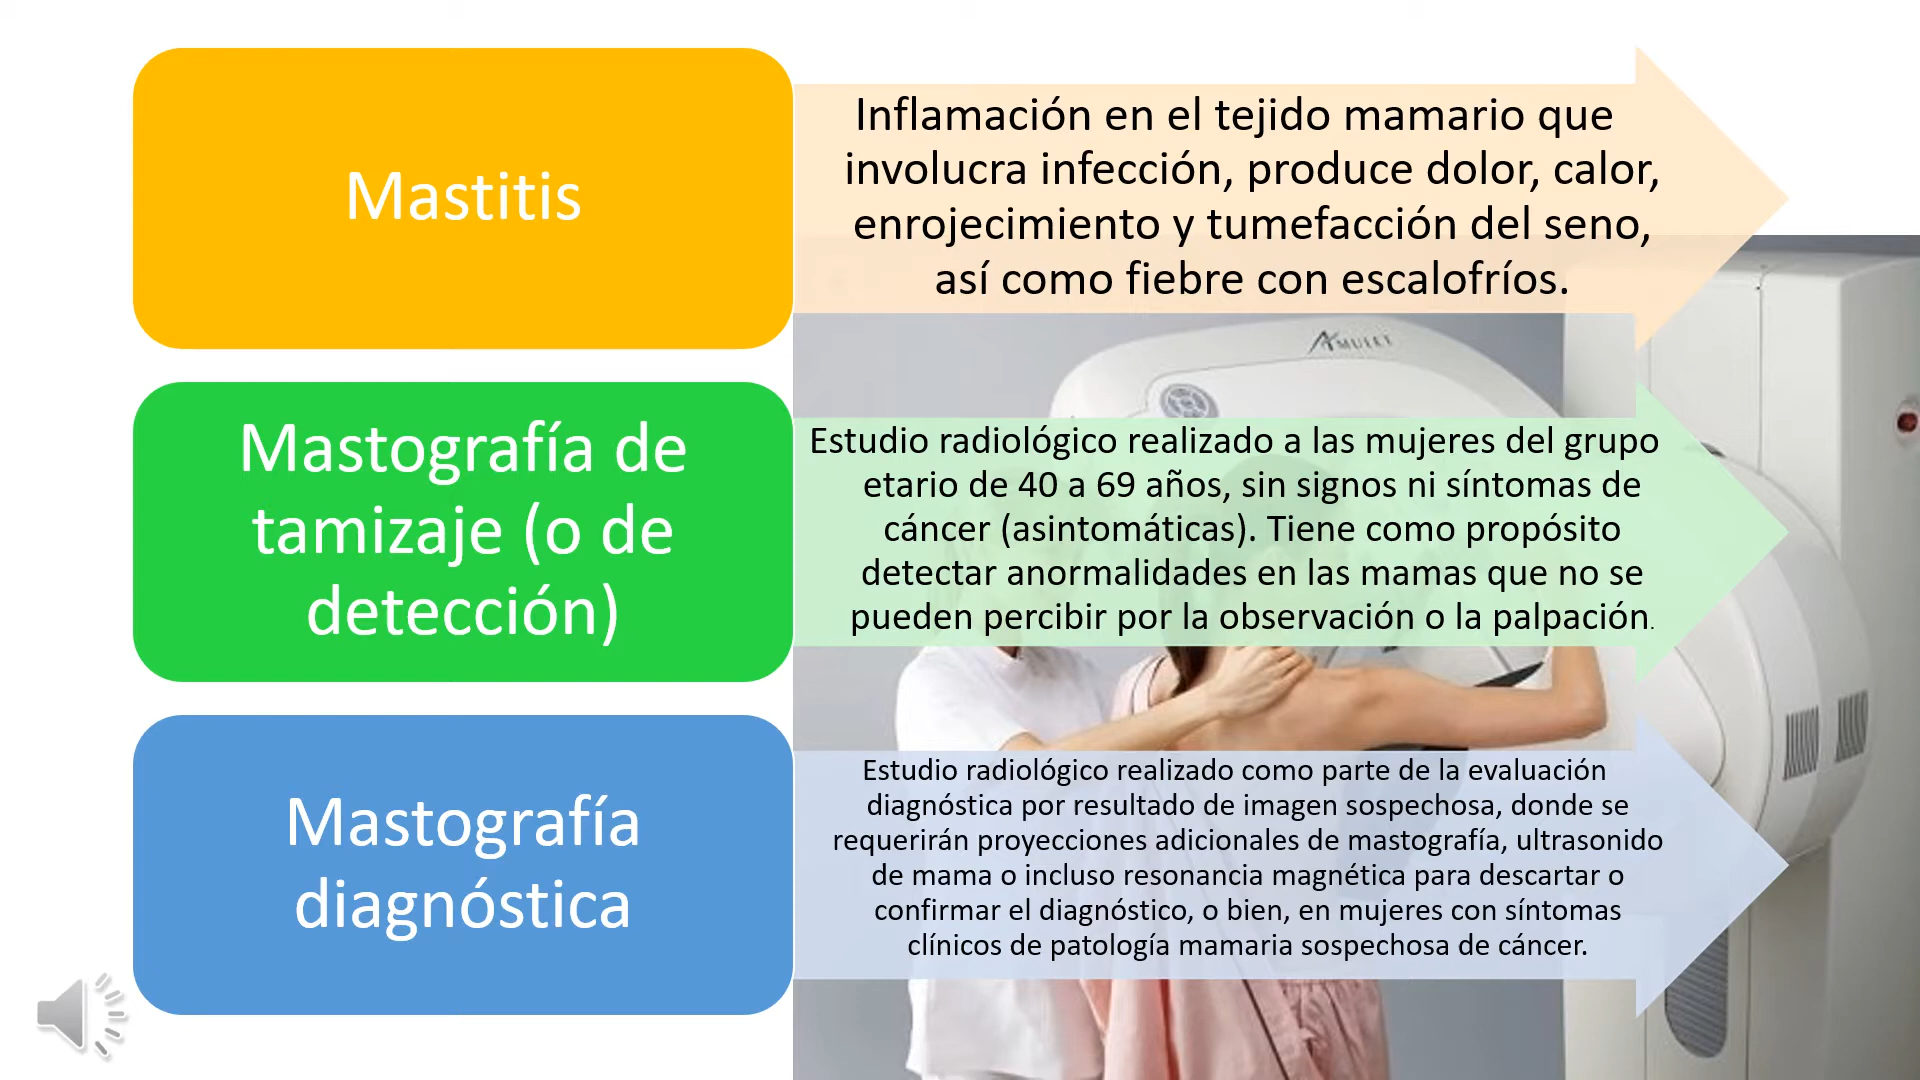 Mastitis
Inflamación en el tejido mamario que
involucra infección, produce dolor, calor,
enrojecimiento y tumefacción del seno,
así como fiebre con escalofríos.
AMULET
Mastografía de
tamizaje (o de
detección)
Estudio radiológico realizado a las mujeres del grupo
etario de 40 a 69 años, sin signos ni síntomas de
cáncer (asintomáticas). Tiene como propósito
detectar anormalidades en las mamas que no se
pueden percibir por la observación o la palpación.
Mastografía
diagnóstica
Estudio radiológico realizado como parte de la evaluación
diagnóstica por resultado de imagen sospechosa, donde se
requerirán proyecciones adicionales de mastografía, ultrasonido
de mama o incluso resonancia magnética para descartar o
confirmar el diagnóstico, o bien, en mujeres con síntomas
clínicos de patología mamaria sospechosa de cáncer.